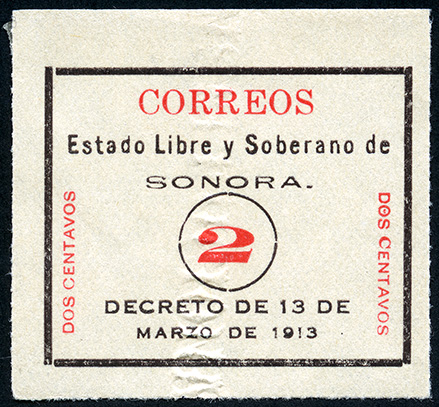 CORREOS
Estado Libre y Soberano de
SONORA.
DOS CENTAVOS
2
DOS CENTAVOS
DECRETO DE 13 DE
MARZO DE 1913